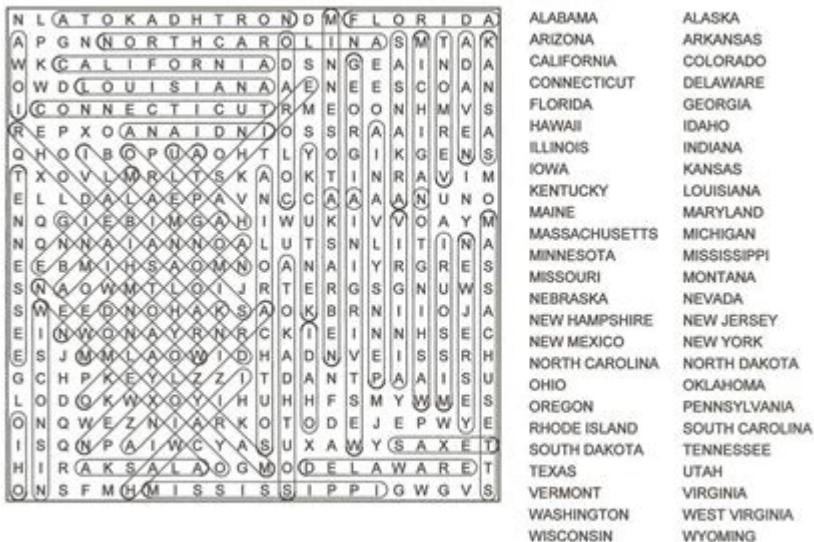 N L A T O K A D H T R O N D M F L O R I D A
A P G N N O R T H C A R O L I N A S M T A K
W K C A L I F O R N I A D S N G E A I N D A
O W D L O U I S I A N A A E N E E S C O A N
I C O N N E C T I C U T R M E O O N H M V S
R E P X O A N A I D N I O S S R A A I R E A
Q H O I B O P U A O H T L Y O G I K G E N S
T X O V L M R L T S K A O K T I N R A V I M
E L L D A L A E P A V N C C A A A A N U N O
N Q G I E B I M G A H I W U K I V V O A Y M
N Q N N A I A N N O A L U T S N L I T I N A
E E B M I H S A O M N O A N A I Y R G R E S
S N A O W M T L O I J R T E R G S G N U W S
S W E E D N O H A K S A O K B R N I I O J A
E I N W O N A Y R N R C K I E I N N H S E C
E S J M M L A O W I D H A D N V E I S S R H
G C H P K E Y L Z Z I T D A N T P A A I S U
L O D Q K W X O Y I H U H H F S M Y W M E S
O N Q W E Z N I A R K O T O D E J E P W Y E
I S Q N P A I W C Y A S U X A W Y S A X E T
H I R A K S A L A O G M O D E L A W A R E T
O N S F M H M I S S I S S I P P I G W G V S
ALABAMA ALASKA
ARIZONA ARKANSAS
CALIFORNIA COLORADO
CONNECTICUT DELAWARE
FLORIDA GEORGIA
HAWAII IDAHO
ILLINOIS INDIANA
IOWA KANSAS
KENTUCKY LOUISIANA
MAINE MARYLAND
MASSACHUSETTS MICHIGAN
MINNESOTA MISSISSIPPI
MISSOURI MONTANA
NEBRASKA NEVADA
NEW HAMPSHIRE NEW JERSEY
NEW MEXICO NEW YORK
NORTH CAROLINA NORTH DAKOTA
OHIO OKLAHOMA
OREGON PENNSYLVANIA
RHODE ISLAND SOUTH CAROLINA
SOUTH DAKOTA TENNESSEE
TEXAS UTAH
VERMONT VIRGINIA
WASHINGTON WEST VIRGINIA
WISCONSIN WYOMING